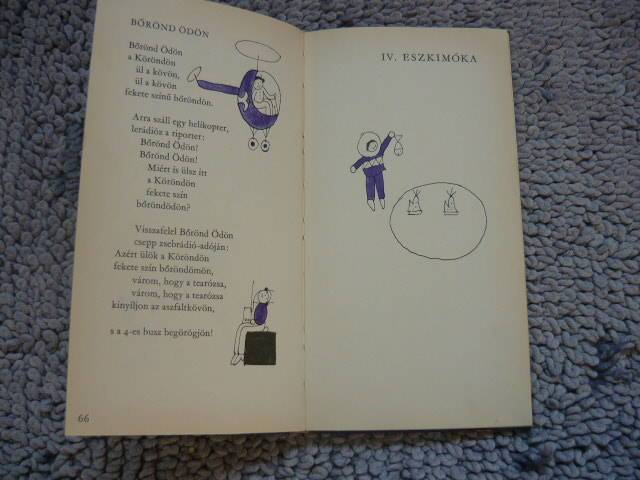 BŐRÖND ÖDÖN
Bőrönd Ödön
a Köröndön
ül a kövön,
ül a kövön
fekete színű bőröndön.
Arra száll egy helikopter,
lerádióz a riporter:
Bőrönd Ödön!
Bőrönd Ödön!
Miért is ülsz itt
a Köröndön
fekete szín
bőröndödön?
Visszafelel Bőrönd Ödön
csepp zsebrádió-adóján:
Azért ülök a Köröndön
fekete szín bőröndömön,
várom, hogy a tearózsa,
várom, hogy a tearózsa
kinyíljon az aszfaltkövön,
s a 4-es busz begörögjön!
66
IV. ESZKIMÓKA